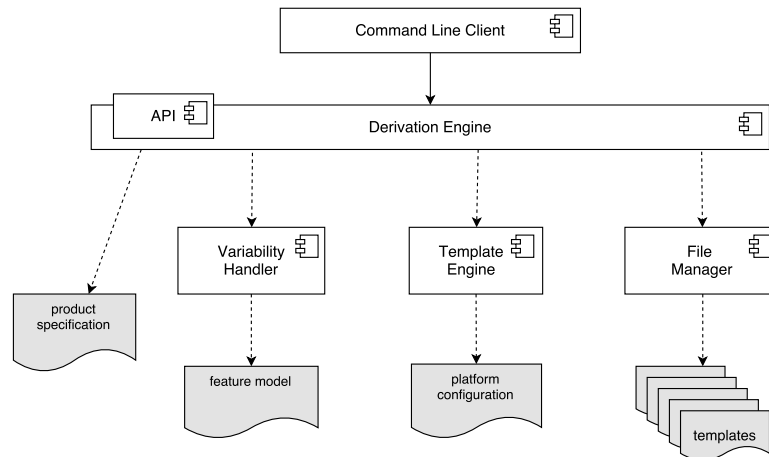 Command Line Client
API
Derivation Engine
Variability
Handler
Template
Engine
File
Manager
product
specification
feature model
platform
configuration
templates